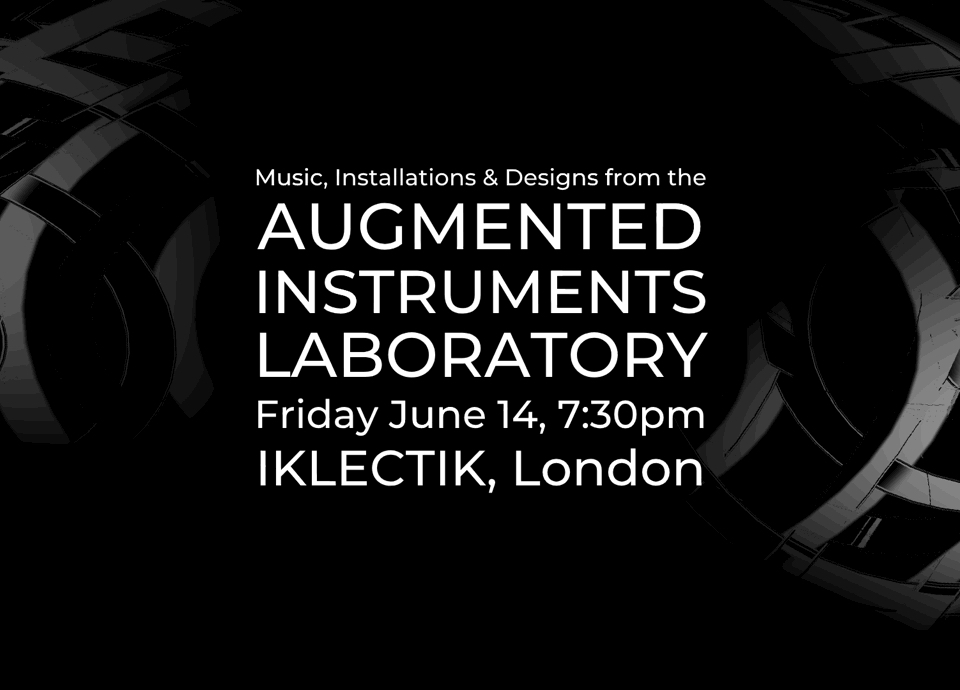 Music, Installations & Designs from the
AUGMENTED
INSTRUMENTS
LABORATORY
Friday June 14, 7:30pm
IKLECTIK, London